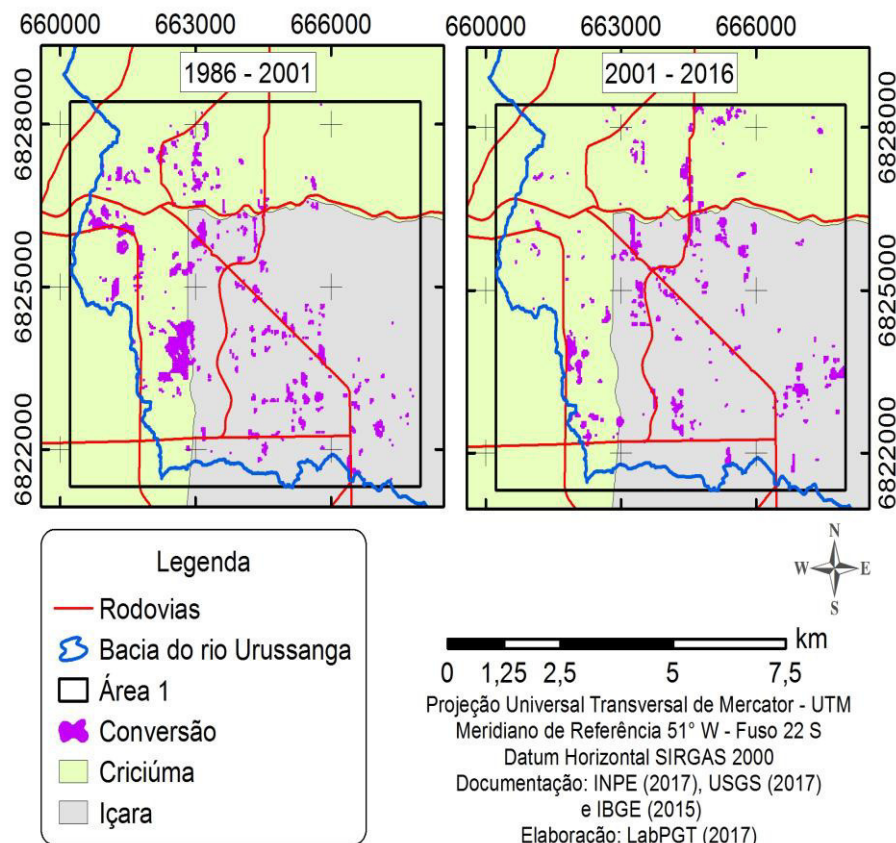 660000 663000 666000
660000 663000 666000
1986 - 2001
2001 - 2016
6828000
6825000
6822000
6828000
6825000
6822000
Legenda
Rodovias
Bacia do rio Urussanga
Área 1
Conversão
Criciúma
Içara
N
W E
S
km
0 1,25 2,5 5 7,5
Projeção Universal Transversal de Mercator - UTM
Meridiano de Referência 51° W - Fuso 22 S
Datum Horizontal SIRGAS 2000
Documentação: INPE (2017), USGS (2017)
e IBGE (2015)
Elaboração: LabPGT (2017)